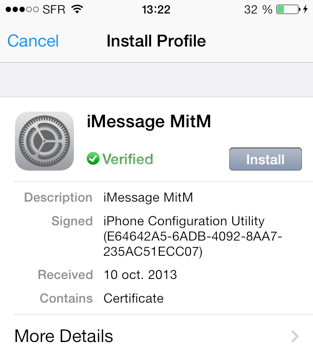 SFR 13:22 32 %
Cancel Install Profile
iMessage MitM
Verified Install
Description iMessage MitM
Signed iPhone Configuration Utility
(E64642A5-6ADB-4092-8AA7-
235AC51ECC07)
Received 10 oct. 2013
Contains Certificate
More Details